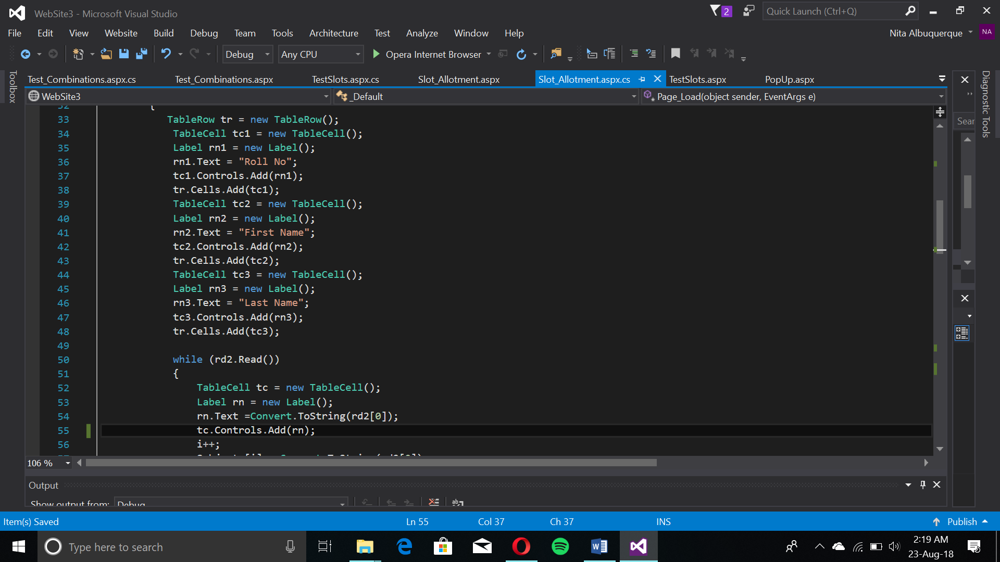 WebSite3 - Microsoft Visual Studio
2
Quick Launch (Ctrl+Q)
File Edit View Website Build Debug Team Tools Architecture Test Analyze Window Help
Nita Albuquerque NA
Debug Any CPU Opera Internet Browser
Toolbox
Test_Combinations.aspx.cs Test_Combinations.aspx TestSlots.aspx.cs Slot_Allotment.aspx Slot_Allotment.aspx.cs TestSlots.aspx PopUp.aspx
Diagnostic Tools
WebSite3 _Default Page_Load(object sender, EventArgs e)
Sear
32 {
33 TableRow tr = new TableRow();
34 TableCell tc1 = new TableCell();
35 Label rn1 = new Label();
36 rn1.Text = "Roll No";
37 tc1.Controls.Add(rn1);
38 tr.Cells.Add(tc1);
39 TableCell tc2 = new TableCell();
40 Label rn2 = new Label();
41 rn2.Text = "First Name";
42 tc2.Controls.Add(rn2);
43 tr.Cells.Add(tc2);
44 TableCell tc3 = new TableCell();
45 Label rn3 = new Label();
46 rn3.Text = "Last Name";
47 tc3.Controls.Add(rn3);
48 tr.Cells.Add(tc3);
49
50 while (rd2.Read())
51 {
52 TableCell tc = new TableCell();
53 Label rn = new Label();
54 rn.Text =Convert.ToString(rd2[0]);
55 tc.Controls.Add(rn);
56 i++;
106 %
Output
Show output from: Debug
Item(s) Saved Ln 55 Col 37 Ch 37 INS Publish
Type here to search
2:19 AM
23-Aug-18